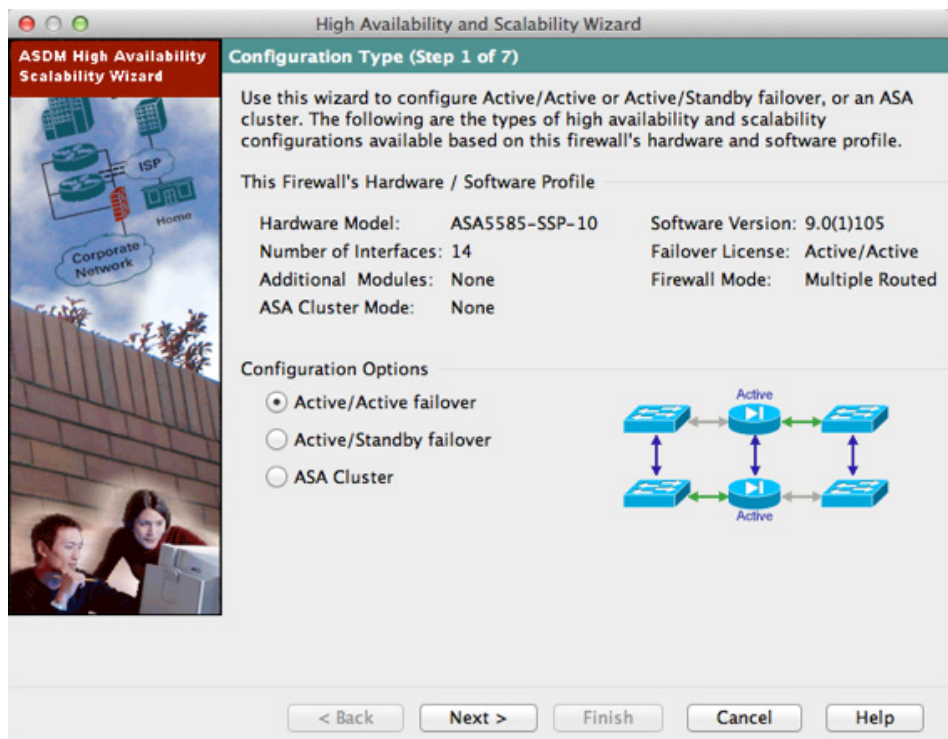 High Availability and Scalability Wizard
ASDM High Availability
Scalability Wizard
ISP
Home
Corporate
Network
Configuration Type (Step 1 of 7)
Use this wizard to configure Active/Active or Active/Standby failover, or an ASA
cluster. The following are the types of high availability and scalability
configurations available based on this firewall's hardware and software profile.
This Firewall's Hardware / Software Profile
Hardware Model: ASA5585-SSP-10 Software Version: 9.0(1)105
Number of Interfaces: 14 Failover License: Active/Active
Additional Modules: None Firewall Mode: Multiple Routed
ASA Cluster Mode: None
Configuration Options
Active/Active failover
Active/Standby failover
ASA Cluster
Active
Active
< Back Next > Finish Cancel Help